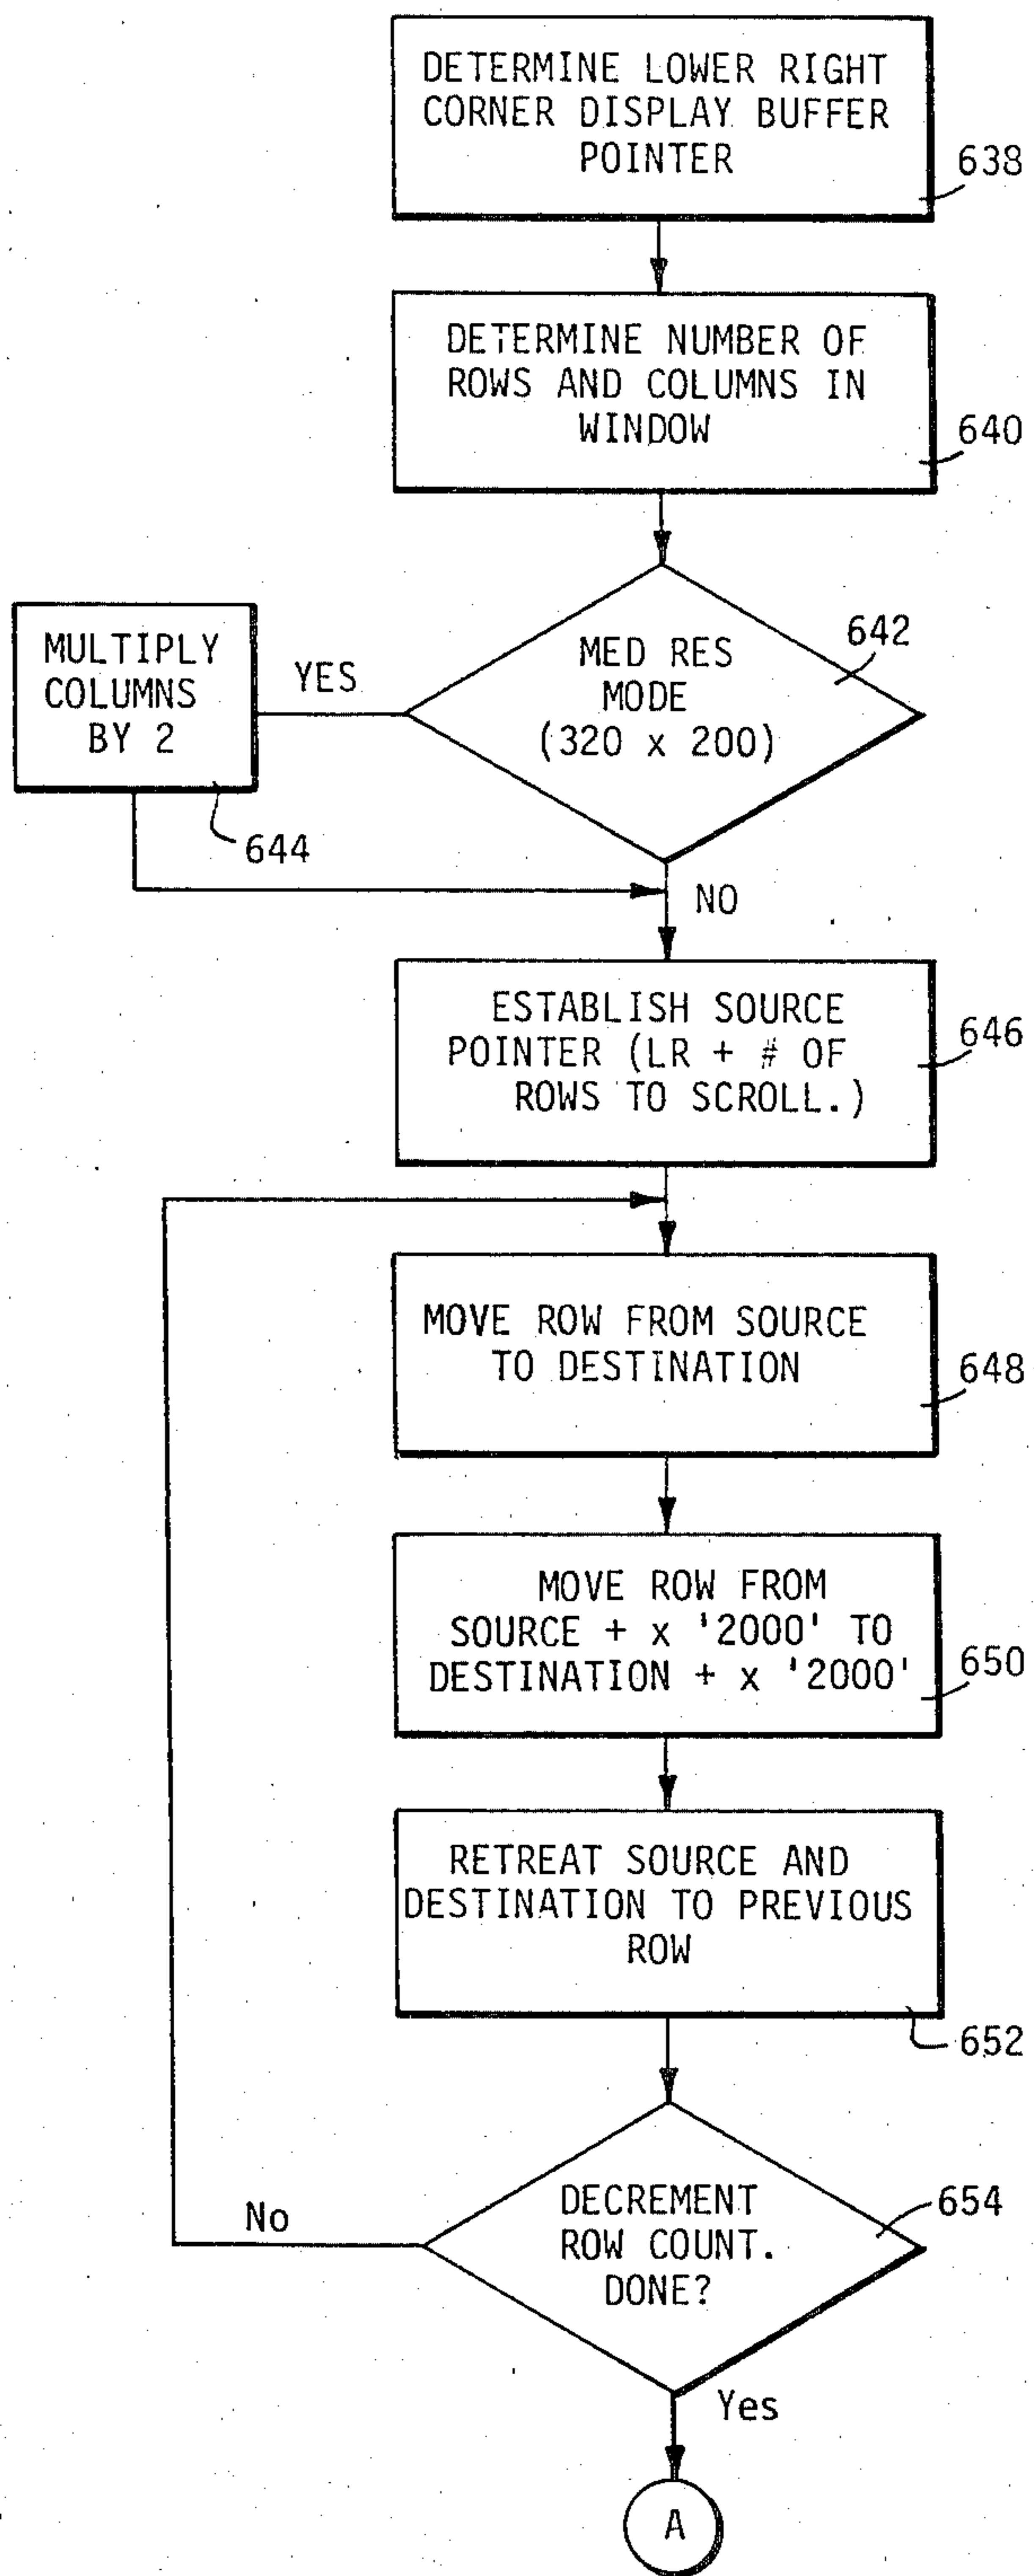 DETERMINE LOWER RIGHT
CORNER DISPLAY BUFFER
POINTER
638
DETERMINE NUMBER OF
ROWS AND COLUMNS IN
WINDOW
640
MED RES
MODE
(320 x 200)
642
YES
MULTIPLY
COLUMNS
BY 2
644
NO
ESTABLISH SOURCE
POINTER (LR + # OF
ROWS TO SCROLL.)
646
MOVE ROW FROM SOURCE
TO DESTINATION
648
MOVE ROW FROM
SOURCE + x '2000' TO
DESTINATION + x '2000'
650
RETREAT SOURCE AND
DESTINATION TO PREVIOUS
ROW
652
DECREMENT
ROW COUNT.
DONE?
654
No
Yes
A